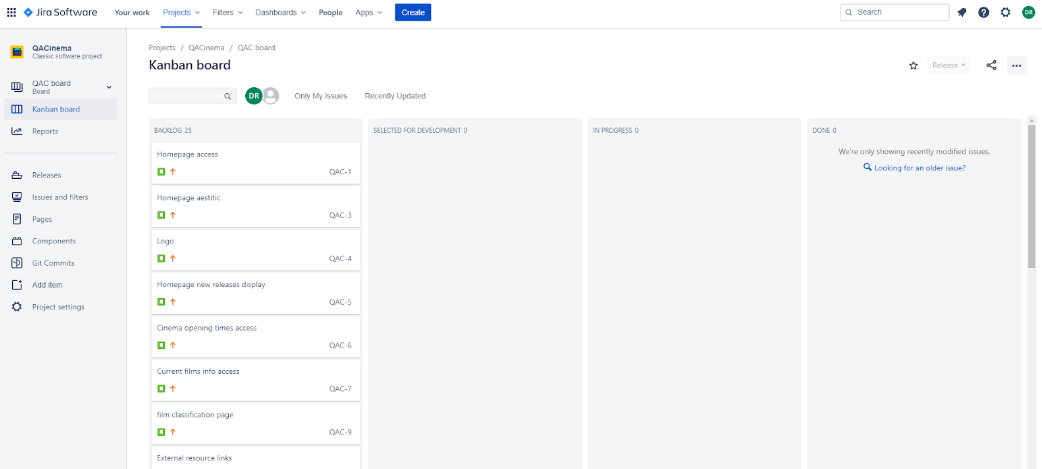 Jira Software Your work Projects Filters Dashboards People Apps Create Search DR
QACinema
Classic software project
QAC board
Board
Kanban board
Reports
Releases
Issues and filters
Pages
Components
Git Commits
Add item
Project settings
Projects / QACinema / QAC board
Kanban board
Release
DR Only My Issues Recently Updated
BACKLOG 25
SELECTED FOR DEVELOPMENT 0
IN PROGRESS 0
DONE 0
Homepage access
QAC-1
Homepage aestitic
QAC-3
Logo
QAC-4
Homepage new releases display
QAC-5
Cinema opening times access
QAC-6
Current films info access
QAC-7
film classification page
QAC-9
External resource links
We're only showing recently modified issues.
Looking for an older issue?